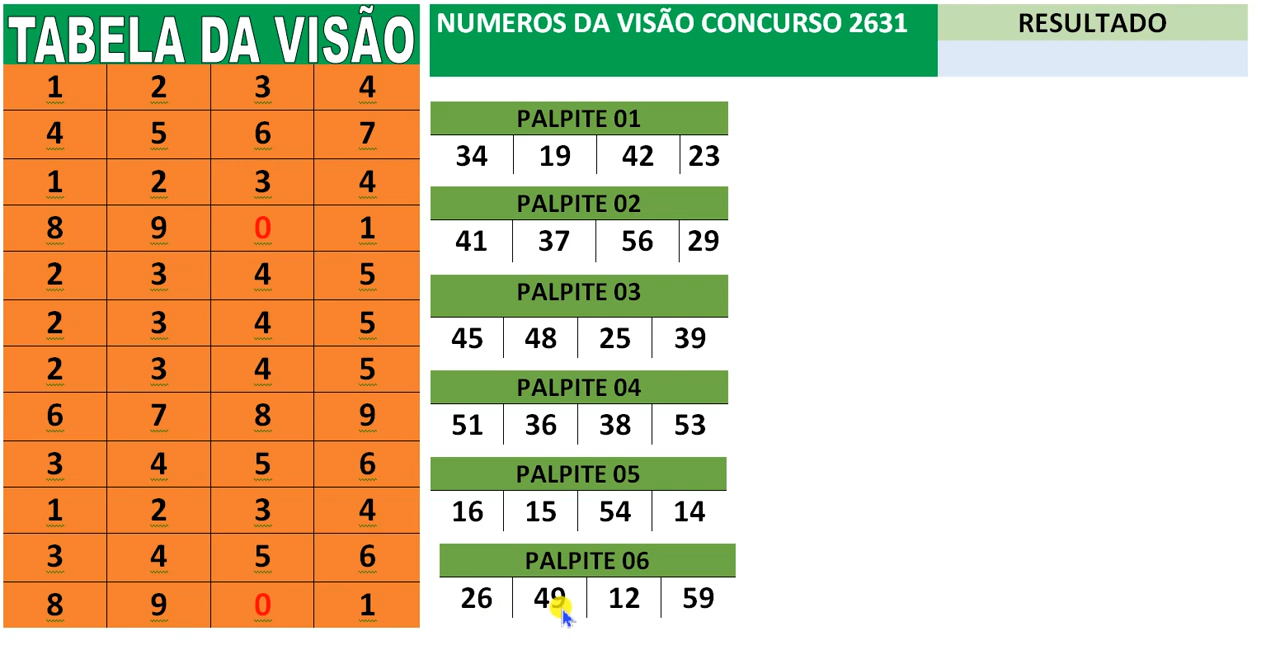 TABELA DA VISÃO
1 2 3 4
4 5 6 7
1 2 3 4
8 9 0 1
2 3 4 5
2 3 4 5
2 3 4 5
6 7 8 9
3 4 5 6
1 2 3 4
3 4 5 6
8 9 0 1
NUMEROS DA VISÃO CONCURSO 2631
RESULTADO
PALPITE 01
34 19 42 23
PALPITE 02
41 37 56 29
PALPITE 03
45 48 25 39
PALPITE 04
51 36 38 53
PALPITE 05
16 15 54 14
PALPITE 06
26 49 12 59